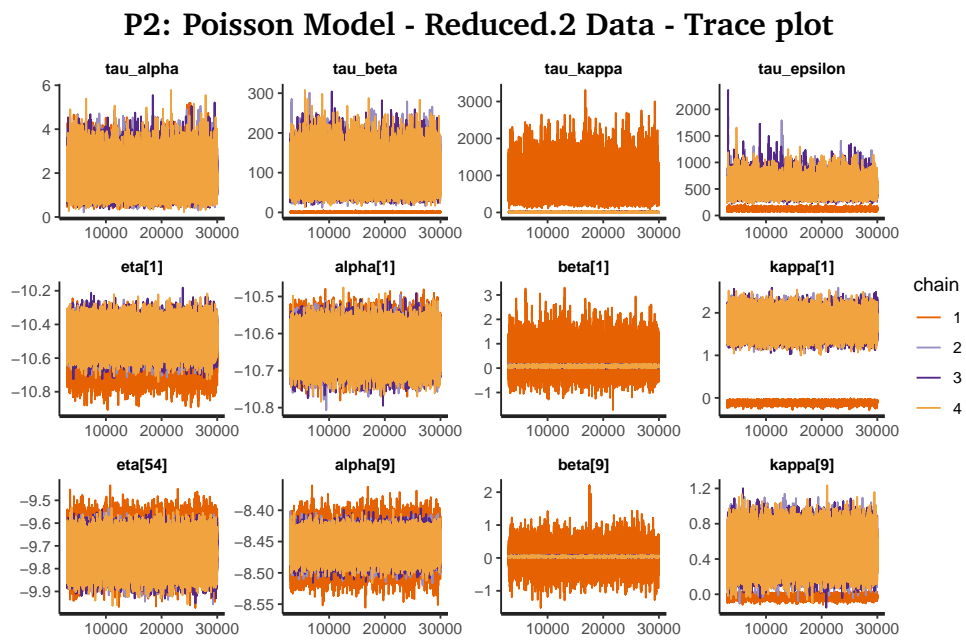 P2: Poisson Model - Reduced.2 Data - Trace plot
tau_alpha tau_beta tau_kappa tau_epsilon
6 4 2 0
300 200 100 0
3000 2000 1000 0
2000 1500 1000 500 0
10000 20000 30000 10000 20000 30000 10000 20000 30000 10000 20000 30000
eta[1] alpha[1] beta[1] kappa[1]
−10.2 −10.4 −10.6 −10.8
−10.5 −10.6 −10.7 −10.8
3 2 1 0 −1
2 1 0
10000 20000 30000 10000 20000 30000 10000 20000 30000 10000 20000 30000
chain
1
2
3
4
eta[54] alpha[9] beta[9] kappa[9]
−9.5 −9.6 −9.7 −9.8 −9.9
−8.40 −8.45 −8.50 −8.55
2 1 0 −1
1.2 0.8 0.4 0.0
10000 20000 30000 10000 20000 30000 10000 20000 30000 10000 20000 30000